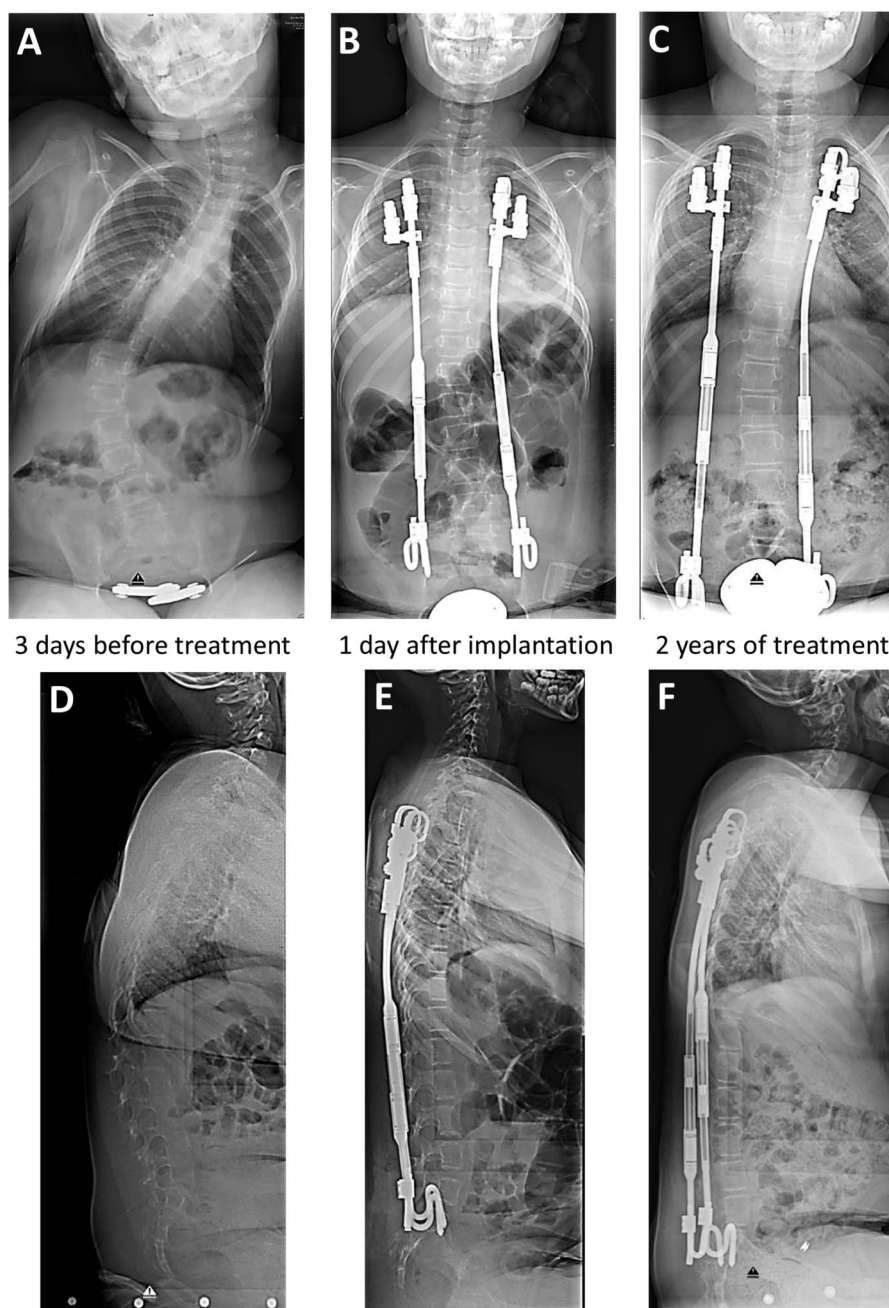 A
B
C
3 days before treatment
1 day after implantation
2 years of treatment
D
E
F